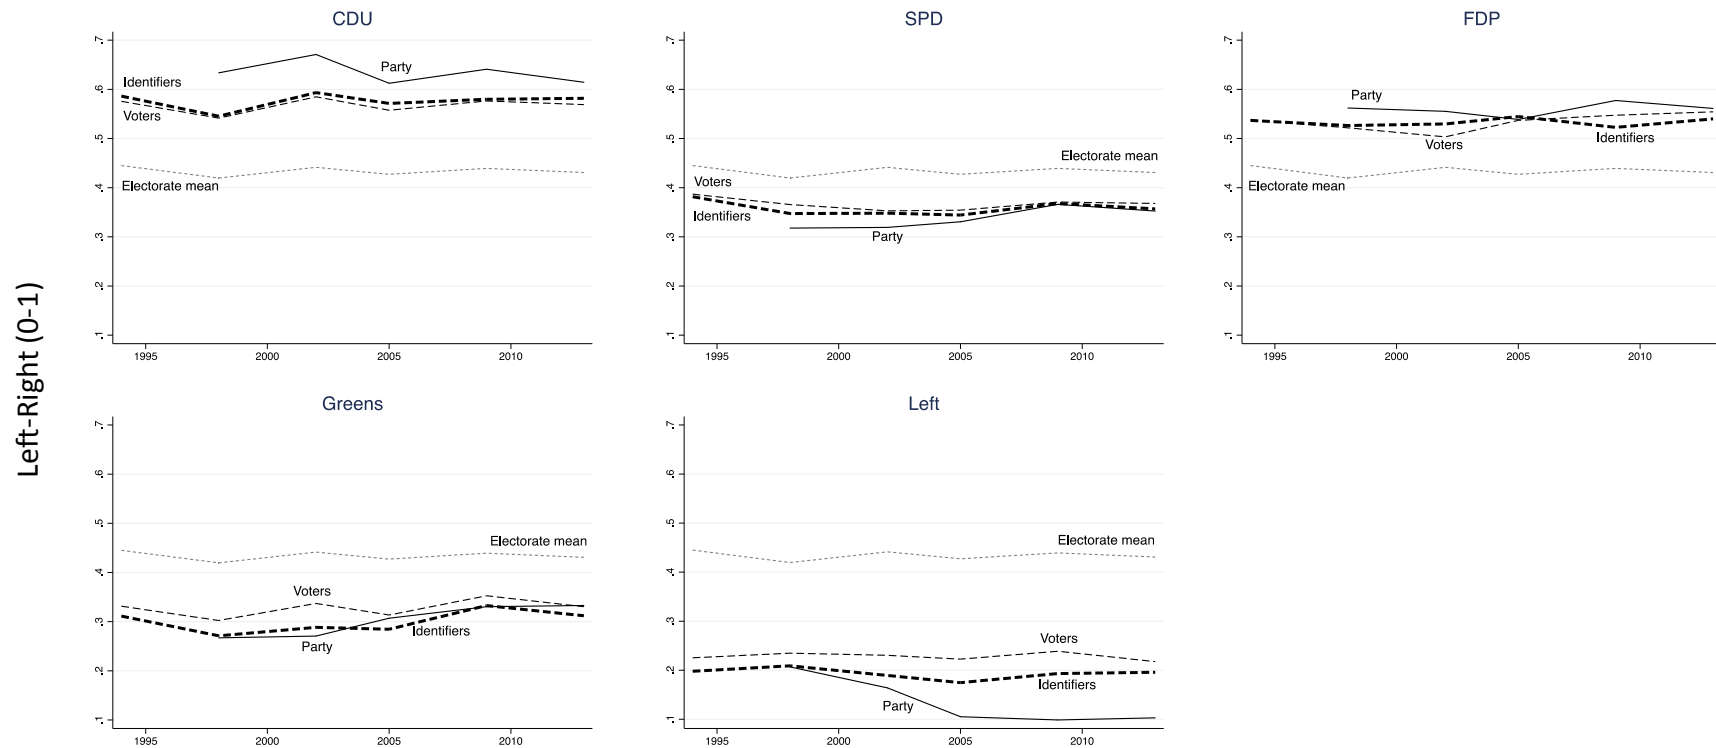 Left-Right (0-1)
CDU
.7
.6
.5
.4
.3
.2
.1
Identifiers
Voters
Party
Electorate mean
1995
2000
2005
2010
SPD
.7
.6
.5
.4
.3
.2
.1
Electorate mean
Voters
Identifiers
Party
1995
2000
2005
2010
FDP
.7
.6
.5
.4
.3
.2
.1
Party
Voters
Identifiers
Electorate mean
1995
2000
2005
2010
Greens
.7
.6
.5
.4
.3
.2
.1
Electorate mean
Voters
Identifiers
Party
1995
2000
2005
2010
Left
.7
.6
.5
.4
.3
.2
.1
Electorate mean
Voters
Identifiers
Party
1995
2000
2005
2010